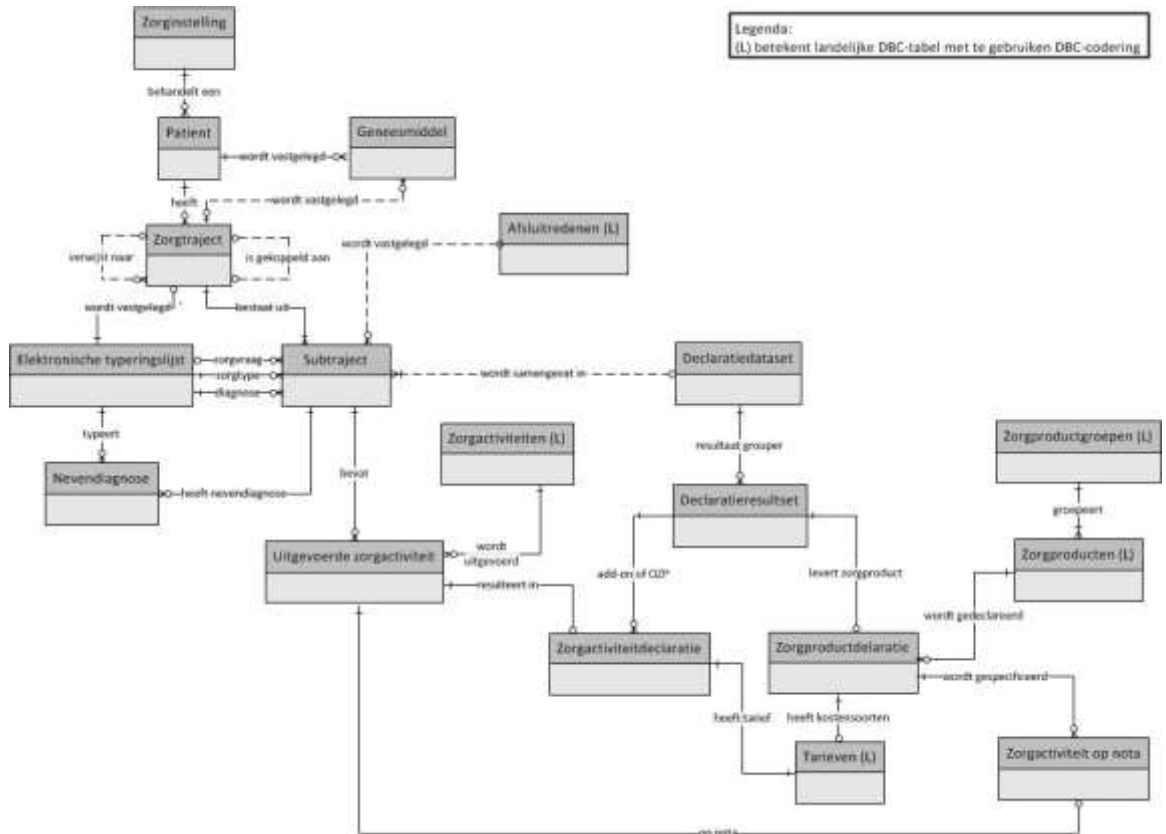 Zorginstelling
Legenda:
(L) betekent landelijke DBC-tabel met te gebruiken DBC-codering
behandelt een
Patient
Geneesmiddel
wordt vastgelegd
heeft
wordt vastgelegd
Zorgtraject
Afsluitredenen (L)
wordt vastgelegd
verwijst naar
is gekoppeld aan
wordt vastgelegd
bestaat uit
Elektronische typeringslijst
zorgvraag
Subtraject
Declaratiedataset
zorgtype
wordt samengevat in
diagnose
typeert
Zorgactiviteiten (L)
Zorgproductgroepen (L)
resultaat grouper
Nevendiagnose
bevat
heeft nevendiagnose
Declaratieresultset
groepeert
Uitgevoerde zorgactiviteit
wordt
uitgevoerd
Zorgproducten (L)
add-on of OZP
levert zorgproduct
resulteert in
wordt gedeclareerd
Zorgactiviteitdeclaratie
Zorgproductdelaratie
wordt gespecificeerd
heeft tarief
heeft kostensoorten
Tarieven (L)
Zorgactiviteit op nota
op nota